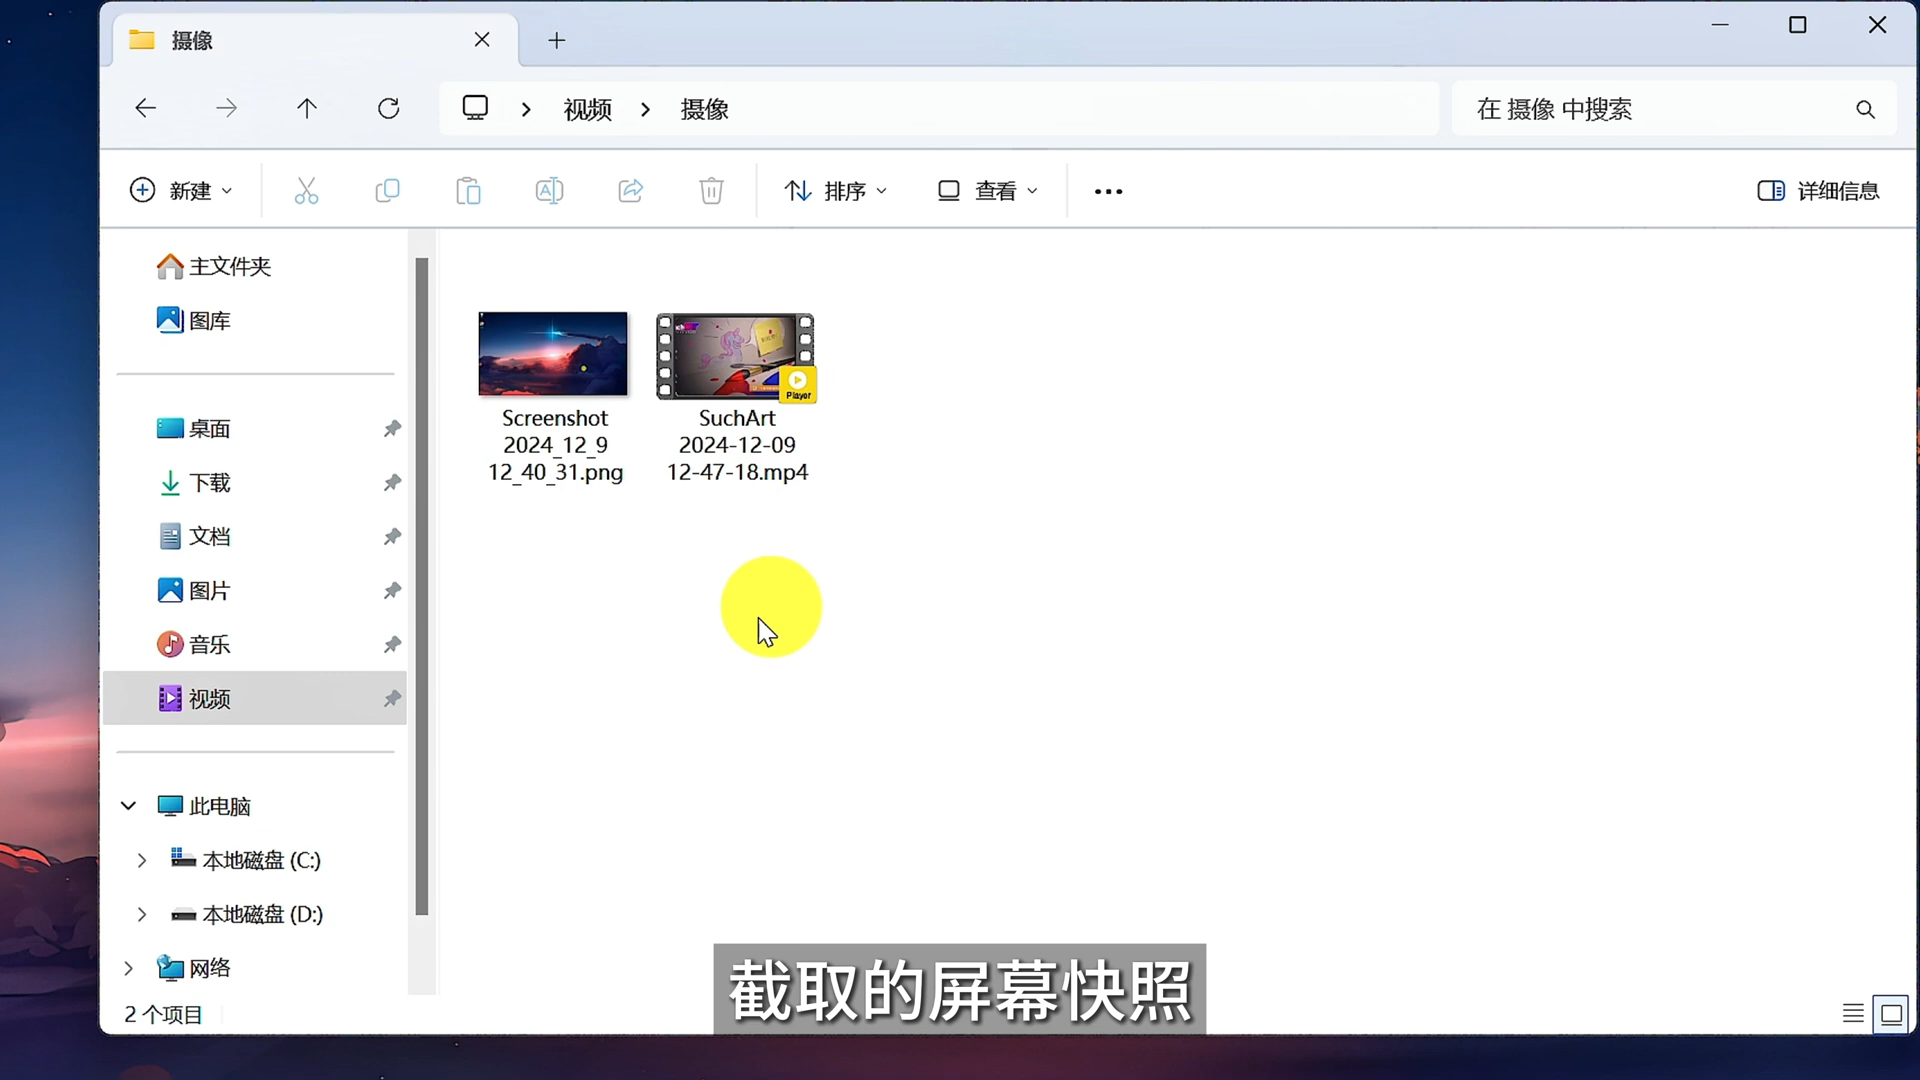 摄像
视频 摄像
在 摄像 中搜索
新建
排序
查看
详细信息
主文件夹
图库
桌面
下载
文档
图片
音乐
视频
此电脑
本地磁盘 (C:)
本地磁盘 (D:)
网络
Screenshot
2024_12_9
12_40_31.png
Player
SuchArt
2024-12-09
12-47-18.mp4
截取的屏幕快照
2 个项目